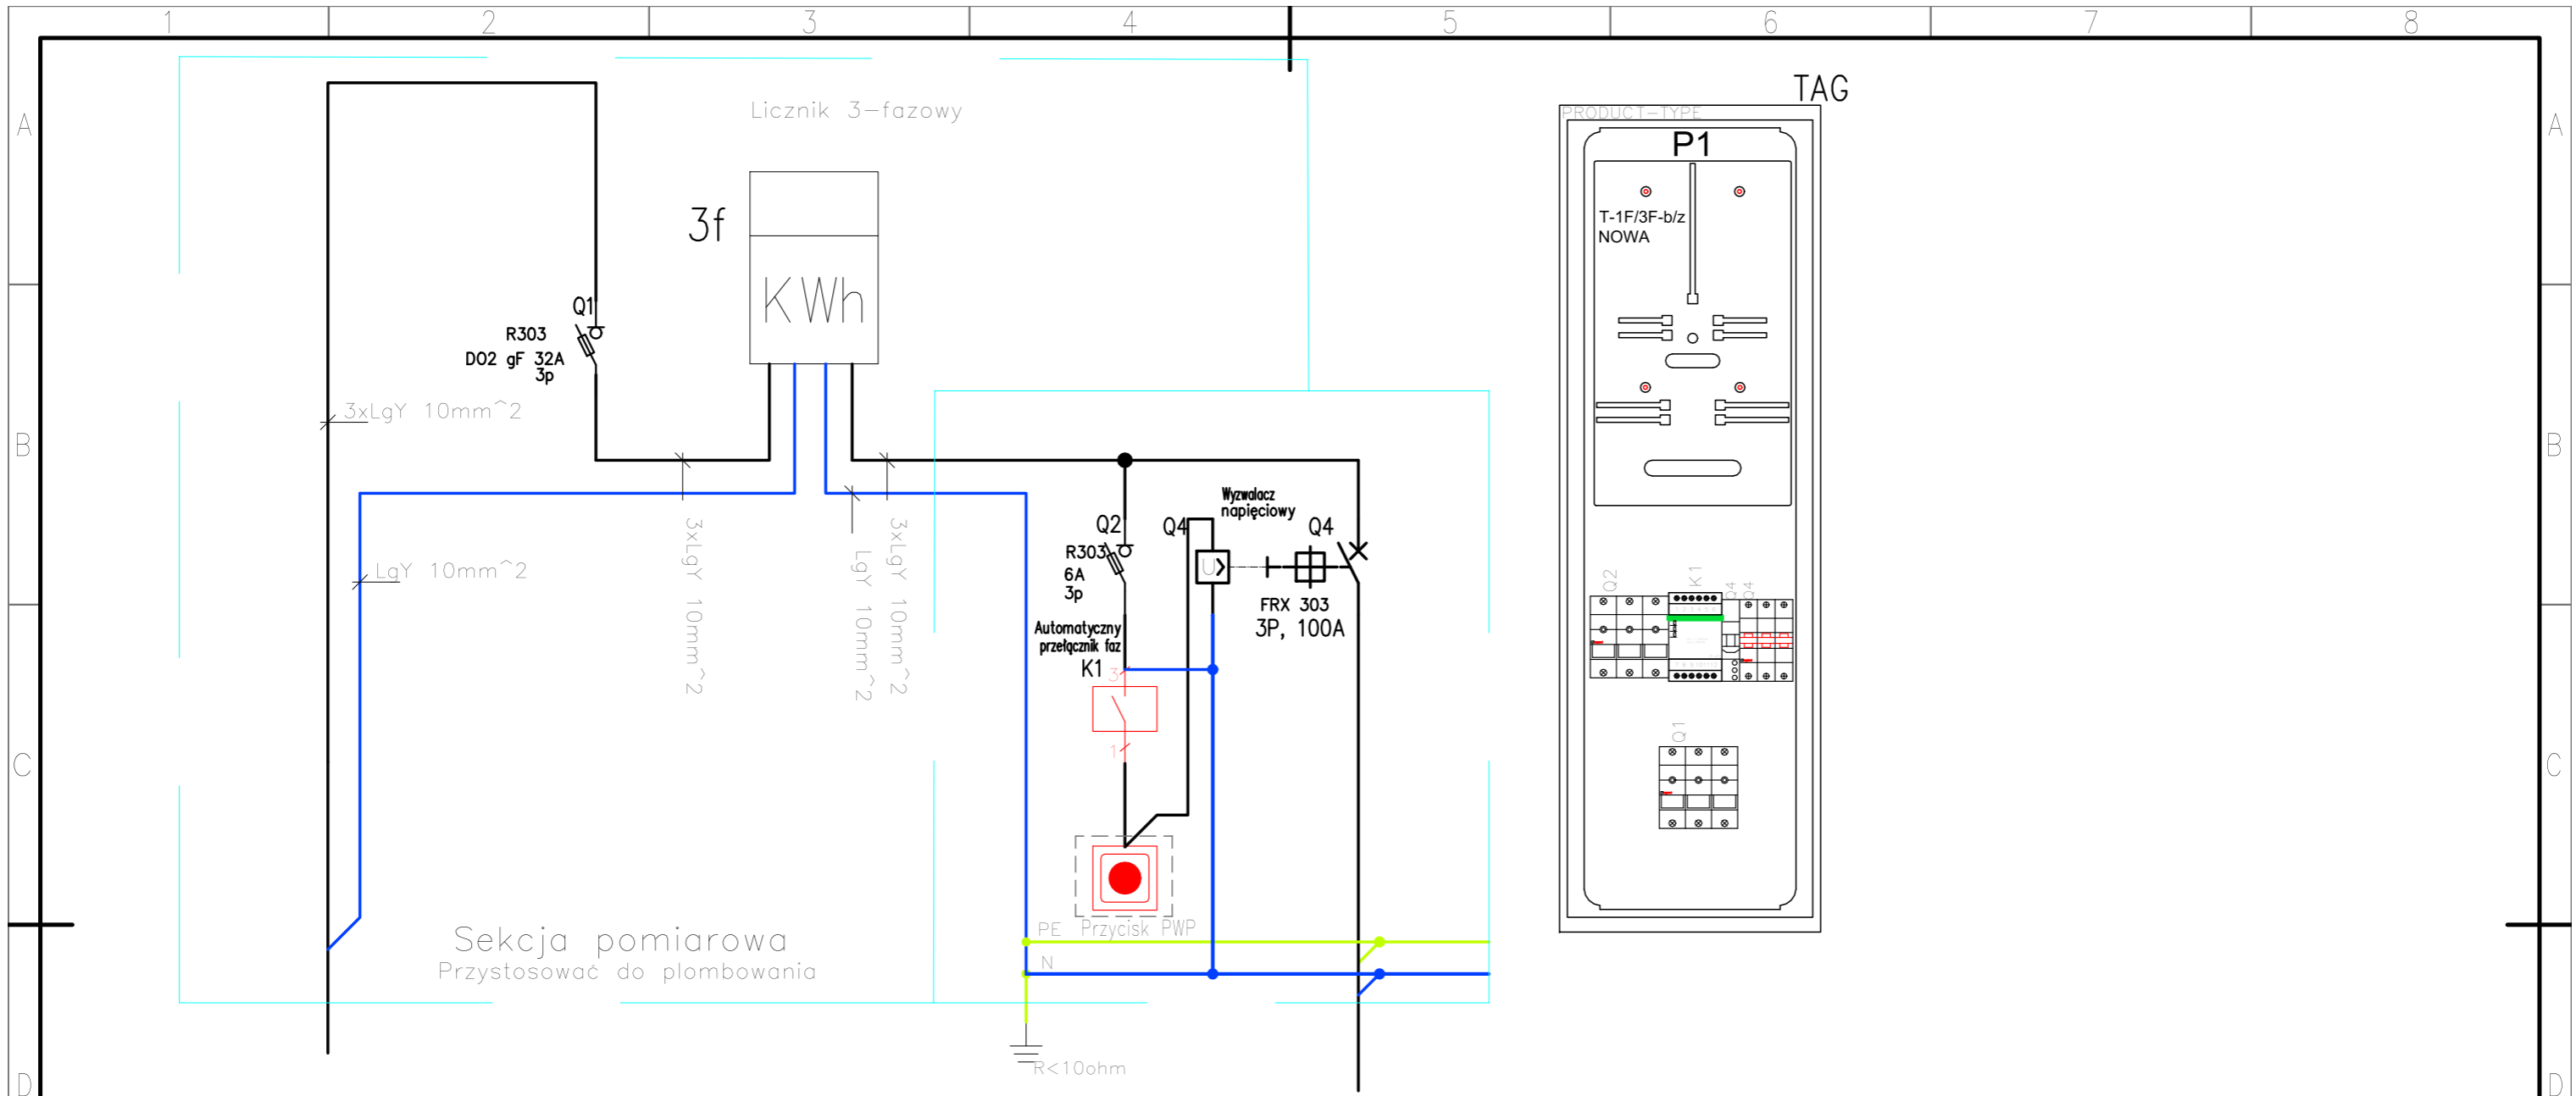 1 2 3 4 5 6 7 8
A
A
TAG
PRODUCT-TYPE
P1
Licznik 3-fazowy
3f
KWh
T-1F/3F-b/z
NOWA
Q1
R303
D02 gF 32A
3p
3xLgY 10mm^2
B
B
LgY 10mm^2
3xLgY 10mm^2
LgY 10mm^2
3xLgY 10mm^2
Wyzwalacz
napięciowy
Q2
Q4
Q4
R303
6A
3p
U>
FRX 303
3P, 100A
Automatyczny
przełącznik faz
K1
3
1
Q2
K1
Q4
Q4
Q1
C
C
PE
Przycisk PWP
N
Sekcja pomiarowa
Przystosować do plombowania
R<10ohm
D
D